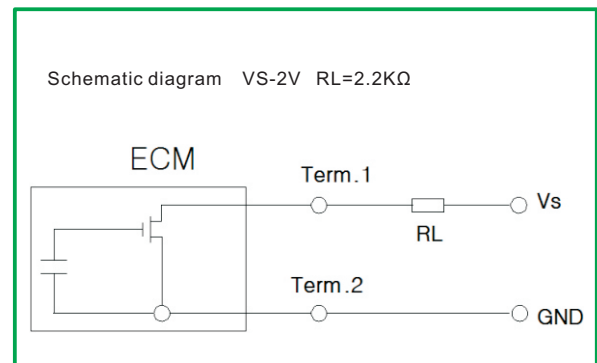 Schematic diagram VS-2V RL=2.2KΩ
ECM
Term.1
Vs
RL
Term.2
GND